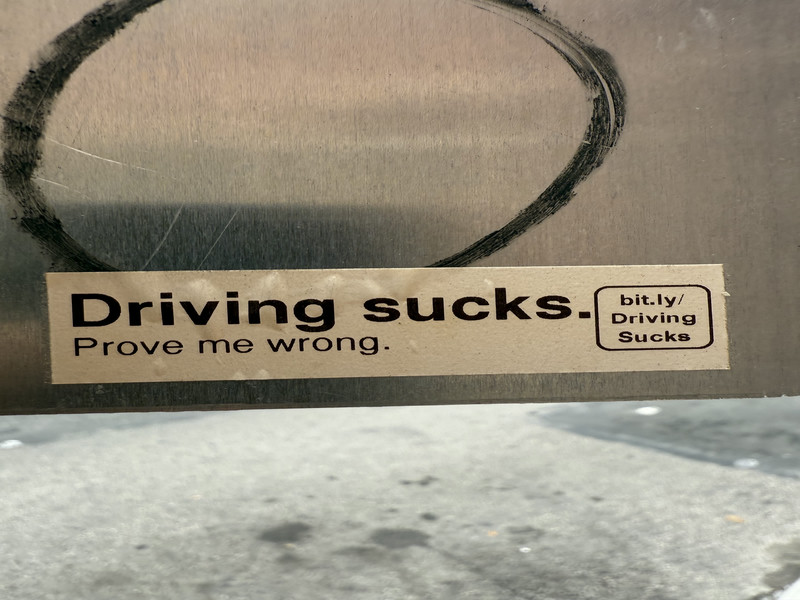 Driving sucks.
Prove me wrong.
bit.ly/
Driving
Sucks